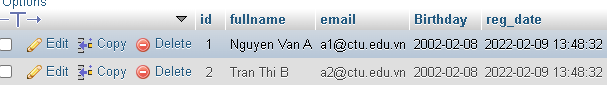 Options
id fullname email Birthday reg_date
Edit Copy Delete 1 Nguyen Van A a1@ctu.edu.vn 2002-02-08 2022-02-09 13:48:32
Edit Copy Delete 2 Tran Thi B a2@ctu.edu.vn 2002-02-08 2022-02-09 13:48:32